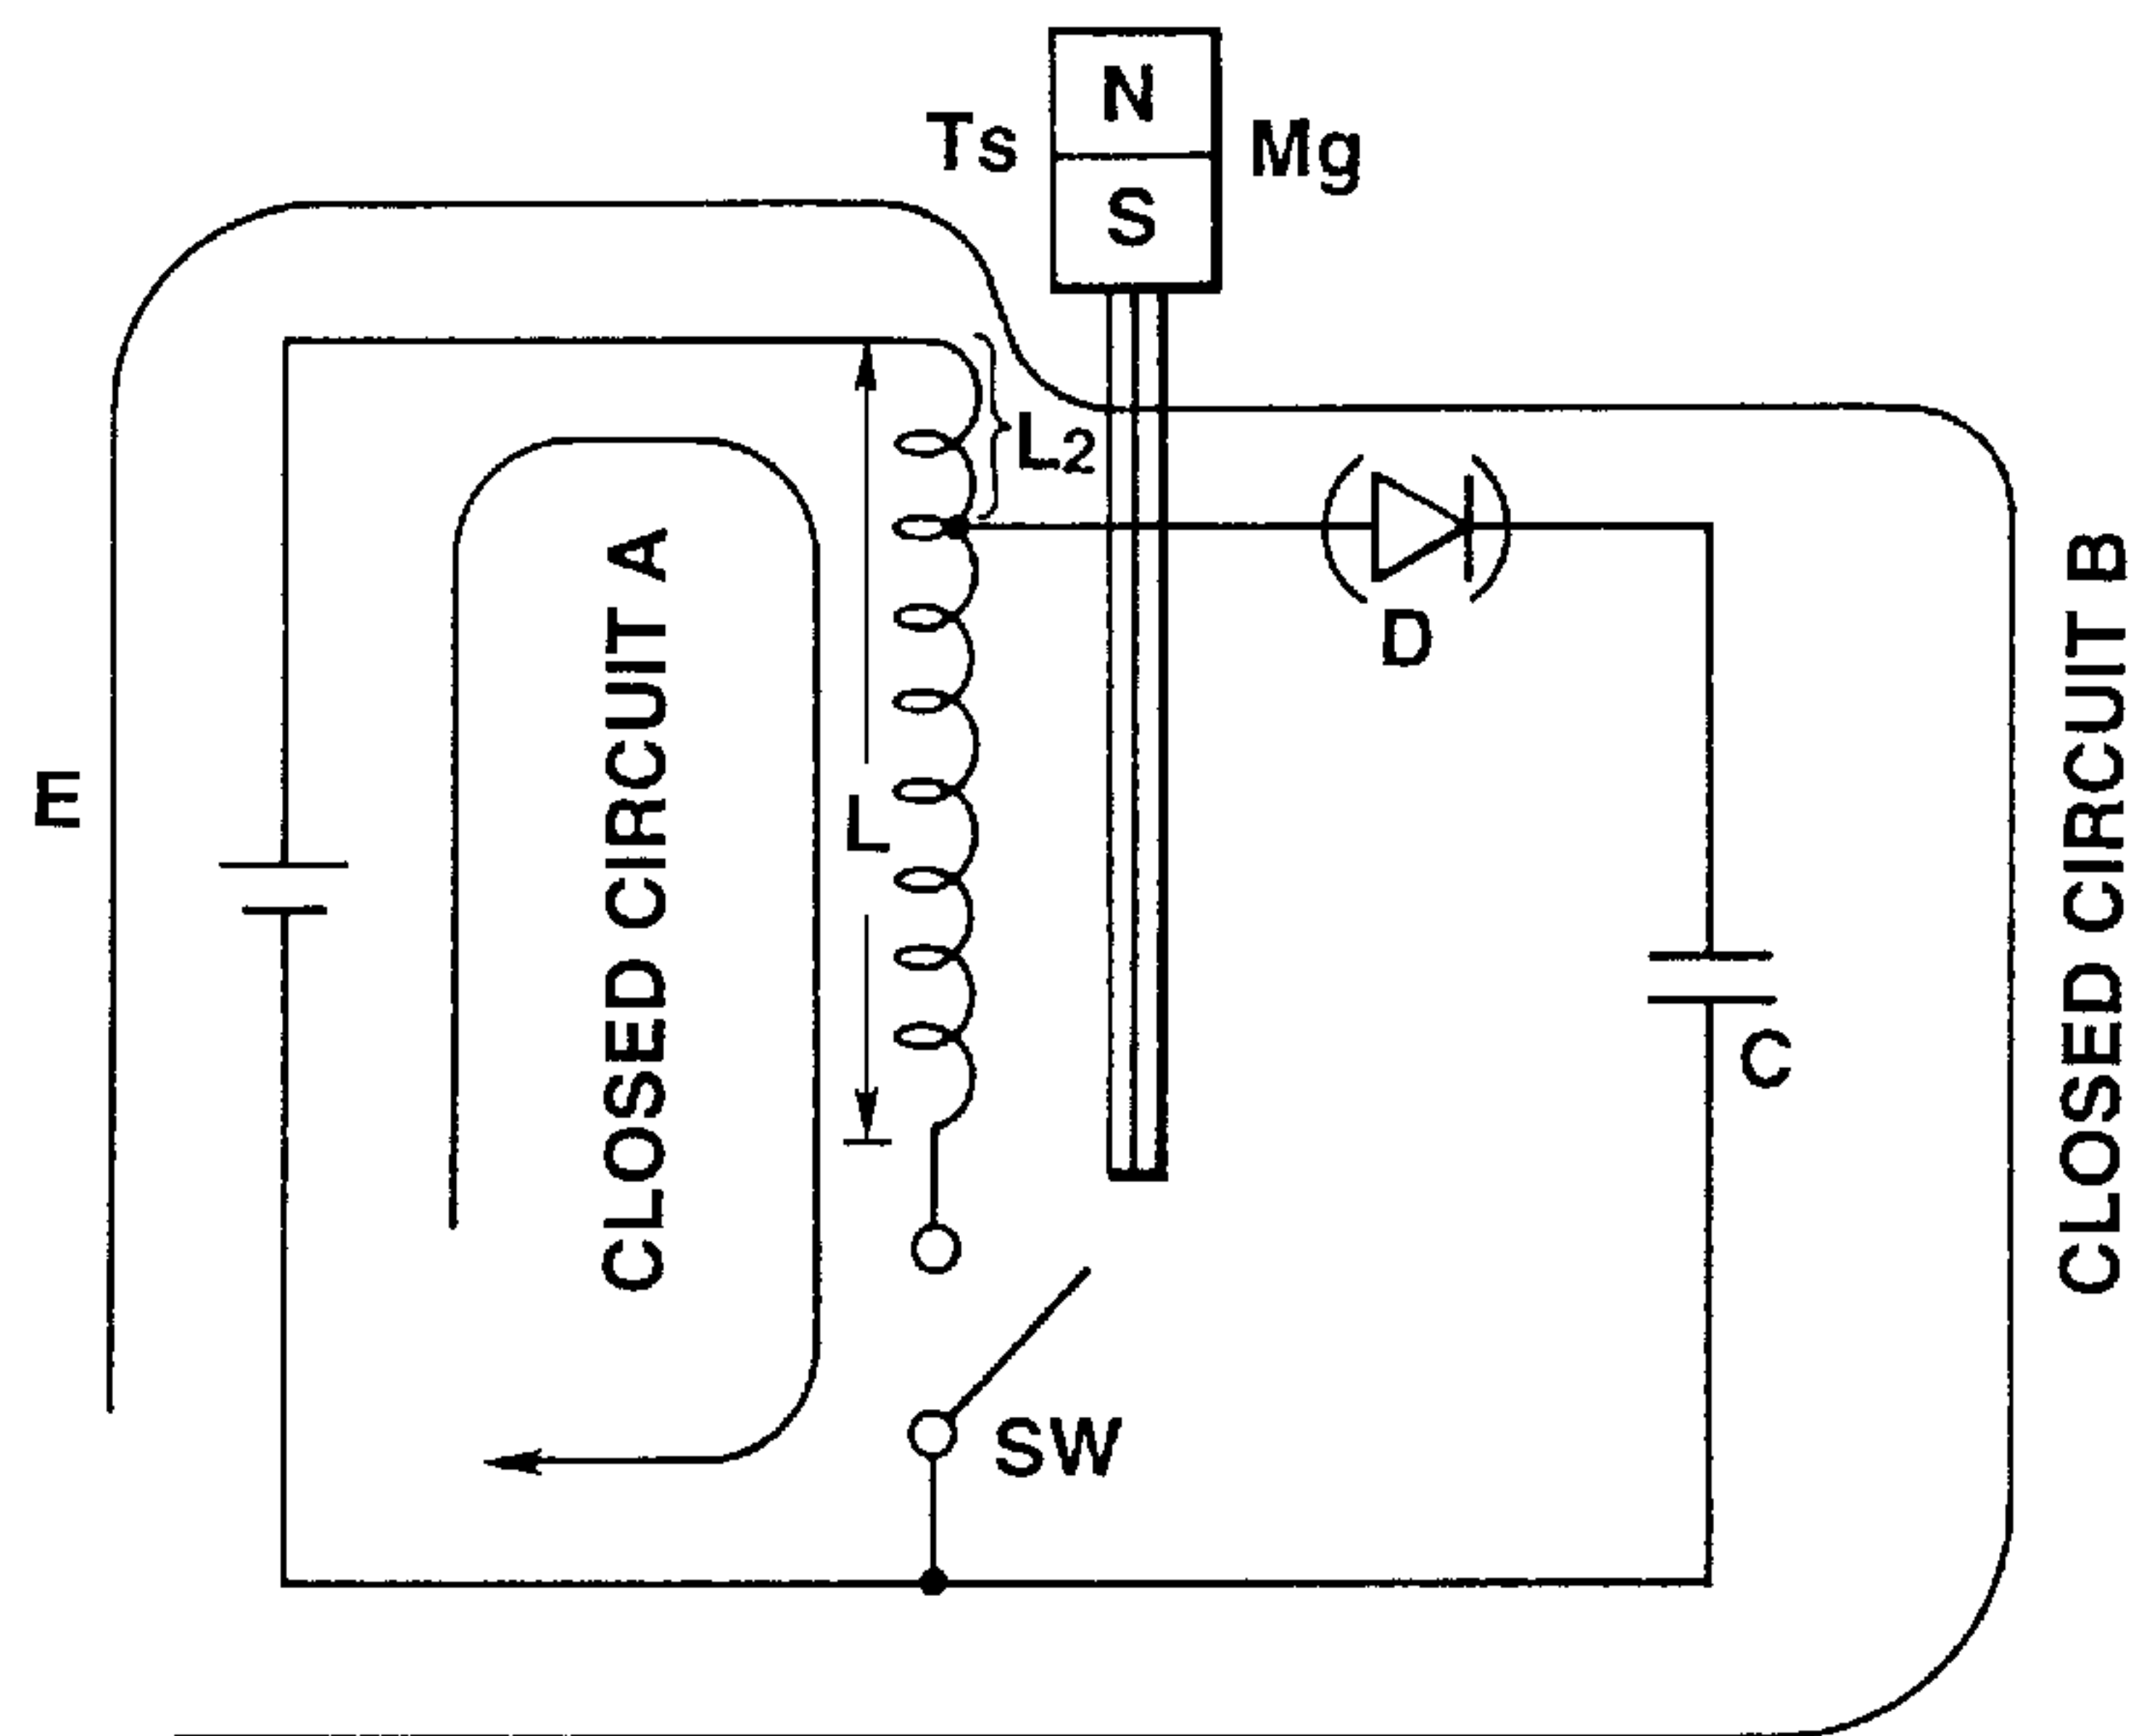 N
Ts
Mg
S
L2
CLOSED CIRCUIT A
D
CLOSED CIRCUIT B
E
L
C
SW